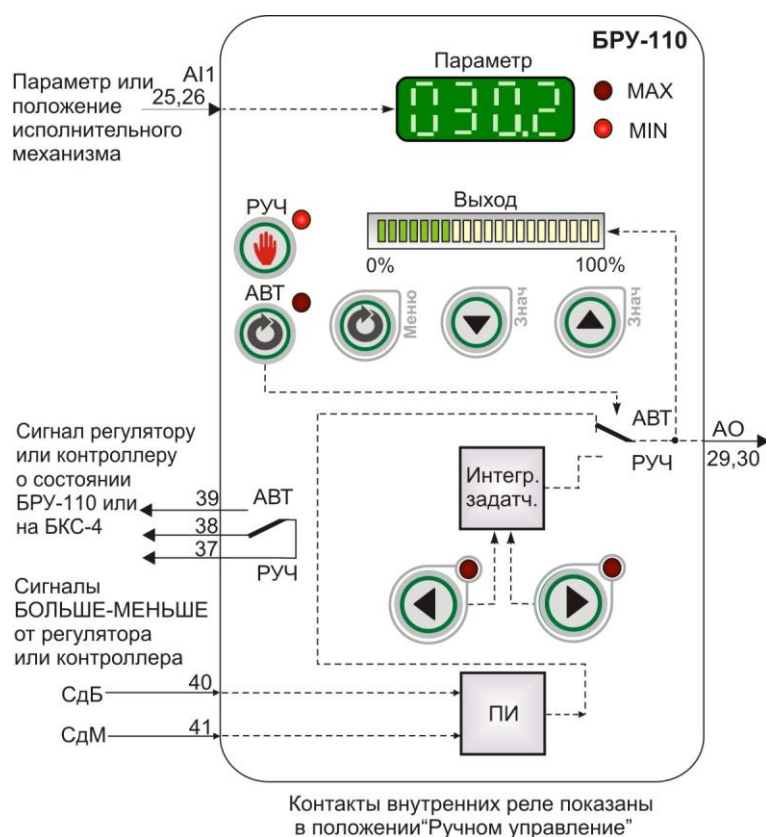 БРУ-110
Параметр
Параметр или
положение
исполнительного
механизма
AI1
25,26
030.2
MAX
MIN
РУЧ
Выход
0%
100%
АВТ
Меню
Знач
Знач
АВТ
РУЧ
АО
29,30
Сигнал регулятору
или контроллеру
о состоянии
БРУ-110 или
на БКС-4
39
АВТ
38
37
РУЧ
Интегр.
задатч.
Сигналы
БОЛЬШЕ-МЕНЬШЕ
от регулятора
или контроллера
СдБ
40
СдМ
41
ПИ
Контакты внутренних реле показаны
в положении“Ручном управление”